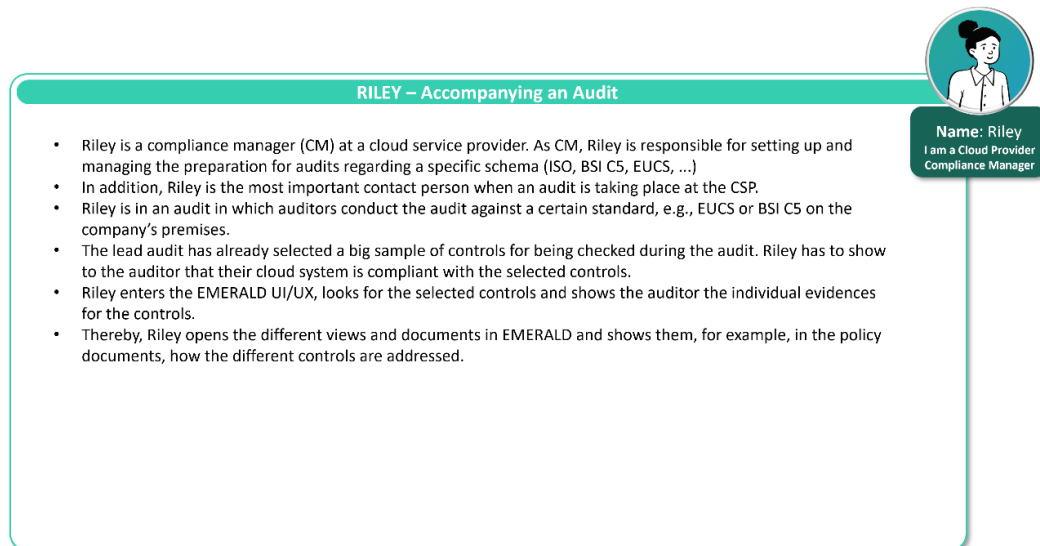 RILEY – Accompanying an Audit
Name: Riley
I am a Cloud Provider
Compliance Manager
• Riley is a compliance manager (CM) at a cloud service provider. As CM, Riley is responsible for setting up and
managing the preparation for audits regarding a specific schema (ISO, BSI C5, EUCS, ...)
• In addition, Riley is the most important contact person when an audit is taking place at the CSP.
• Riley is in an audit in which auditors conduct the audit against a certain standard, e.g., EUCS or BSI C5 on the
company's premises.
• The lead audit has already selected a big sample of controls for being checked during the audit. Riley has to show
to the auditor that their cloud system is compliant with the selected controls.
• Riley enters the EMERALD UI/UX, looks for the selected controls and shows the auditor the individual evidences
for the controls.
• Thereby, Riley opens the different views and documents in EMERALD and shows them, for example, in the policy
documents, how the different controls are addressed.